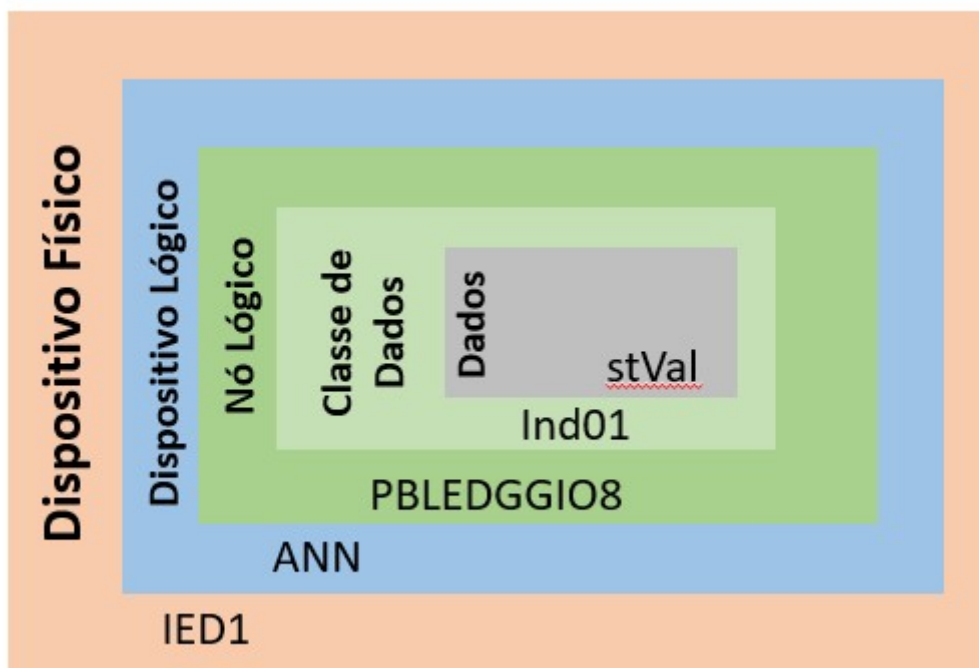 Dispositivo Físico
Dispositivo Lógico
Nó Lógico
Classe de
Dados
Dados
stVal
Ind01
PBLEDGGIO8
ANN
IED1